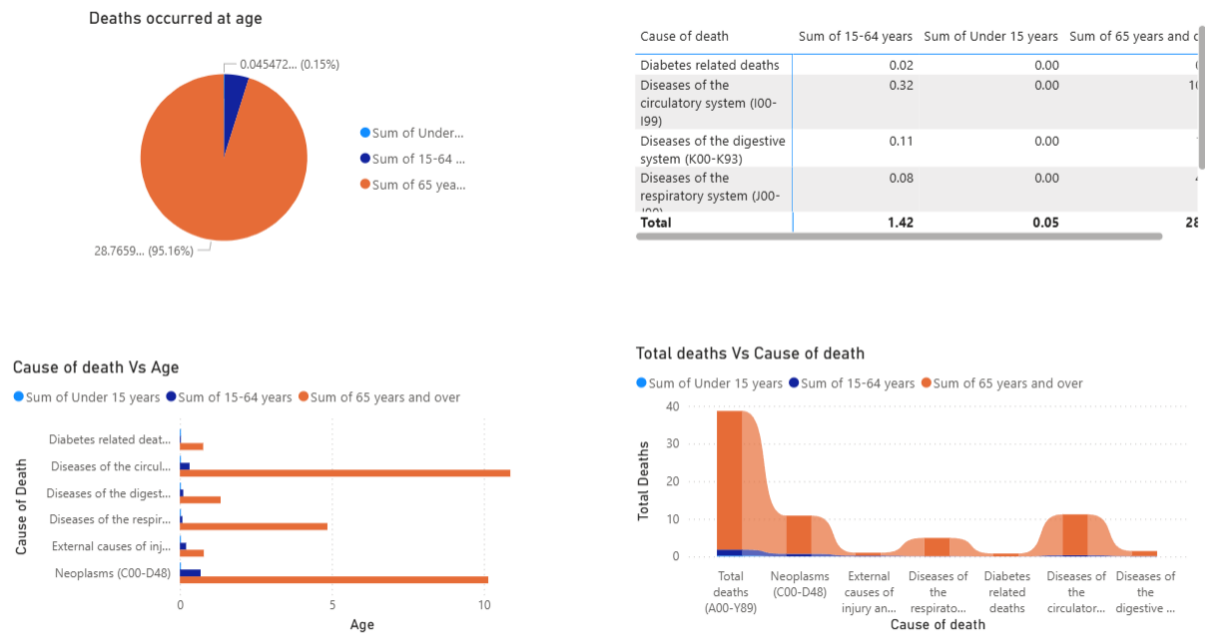 Deaths occurred at age
0.045472... (0.15%)
Sum of Under...
Sum of 15-64 ...
Sum of 65 yea...
28.7659... (95.16%)
Cause of death Sum of 15-64 years Sum of Under 15 years Sum of 65 years and
Diabetes related deaths 0.02 0.00
Diseases of the 0.32 0.00
circulatory system (I00-
I99)
Diseases of the digestive 0.11 0.00
system (K00-K93)
Diseases of the 0.08 0.00
respiratory system (J00-
Total 1.42 0.05 28
Cause of death Vs Age
Sum of Under 15 years Sum of 15-64 years Sum of 65 years and over
Cause of Death
Diabetes related deat...
Diseases of the circul...
Diseases of the digest...
Diseases of the respir...
External causes of inj...
Neoplasms (C00-D48)
0 5 10
Age
Total deaths Vs Cause of death
Sum of Under 15 years Sum of 15-64 years Sum of 65 years and over
Total Deaths
40
30
20
10
0
Total
deaths
(A00-Y89)
Neoplasms
(C00-D48)
External
causes of
injury an...
Diseases of
the
respirato...
Diabetes
related
deaths
Diseases of
the
circulator...
Diseases of
the
digestive ...
Cause of death